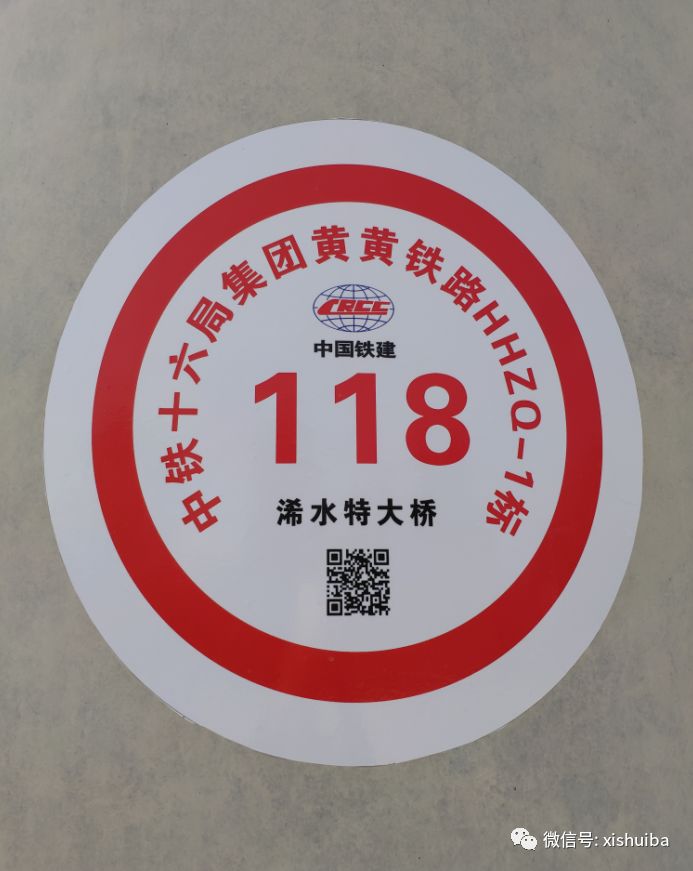 中铁十六局集团黄黄铁路HHZQ-1标
CRCC
中国铁建
118
浠水特大桥
微信号: xishuiba